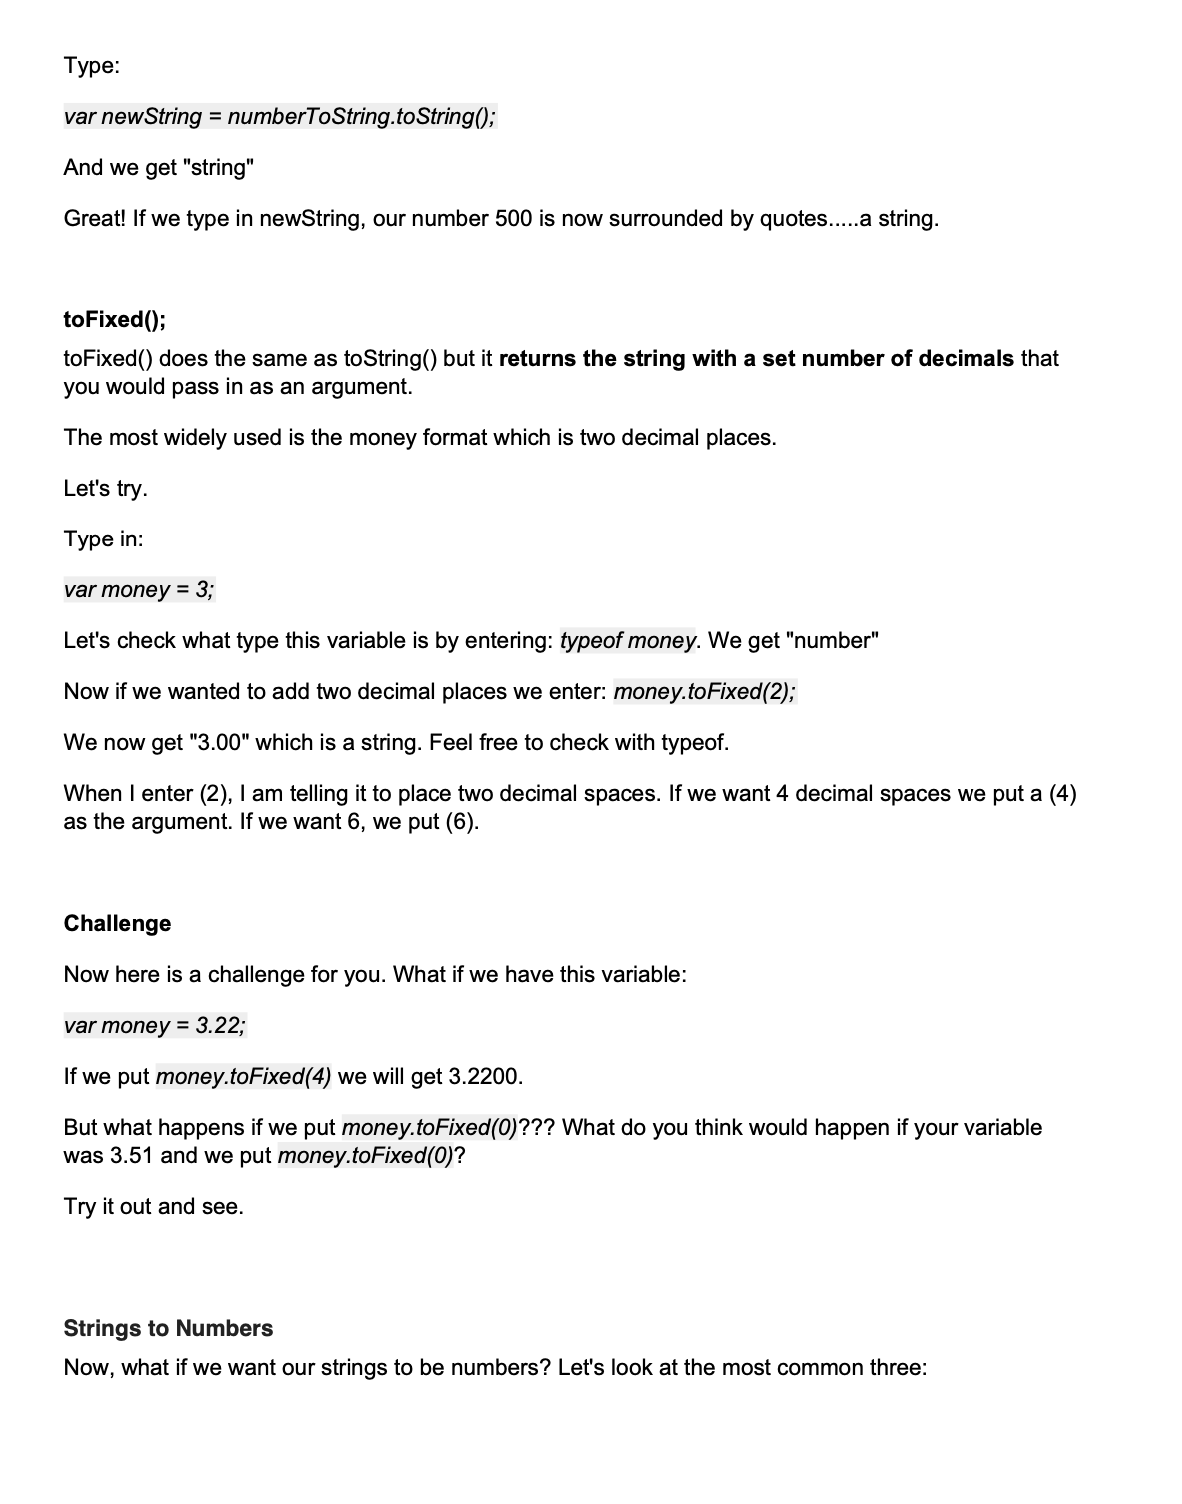 Type:
var newString = numberToString.toString();
And we get "string"
Great! If we type in newString, our number 500 is now surrounded by quotes.....a string.
toFixed();
toFixed() does the same as toString() but it returns the string with a set number of decimals that
you would pass in as an argument.
The most widely used is the money format which is two decimal places.
Let's try.
Type in:
var money = 3;
Let's check what type this variable is by entering: typeof money. We get "number"
Now if we wanted to add two decimal places we enter: money.toFixed(2);
We now get "3.00" which is a string. Feel free to check with typeof.
When I enter (2), I am telling it to place two decimal spaces. If we want 4 decimal spaces we put a (4)
as the argument. If we want 6, we put (6).
Challenge
Now here is a challenge for you. What if we have this variable:
var money = 3.22;
If we put money.toFixed(4) we will get 3.2200.
But what happens if we put money.toFixed(0)??? What do you think would happen if your variable
was 3.51 and we put money.toFixed(0)?
Try it out and see.
Strings to Numbers
Now, what if we want our strings to be numbers? Let's look at the most common three: